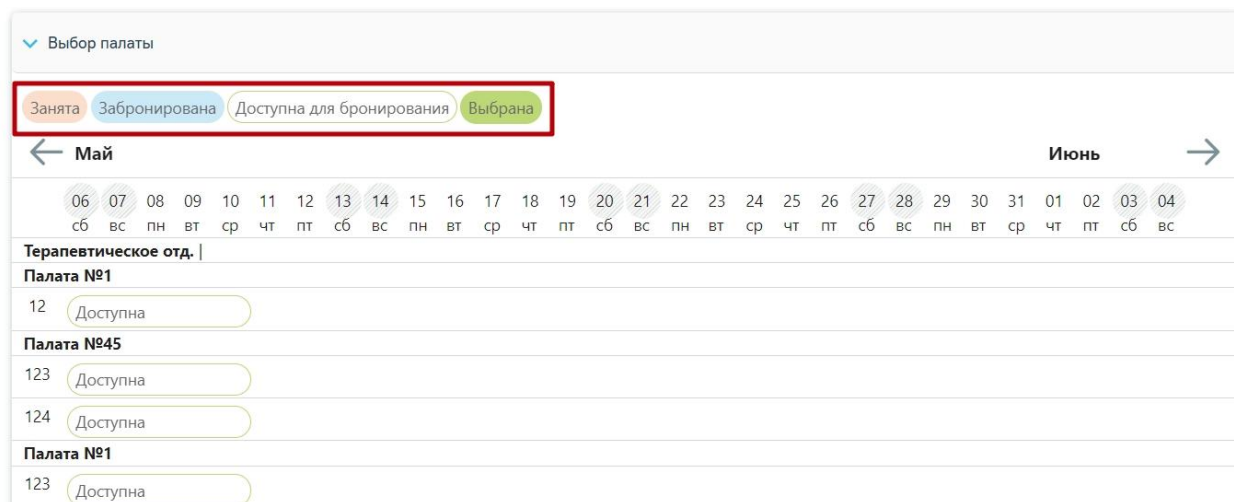 Выбор палаты
Занята Забронирована Доступна для бронирования Выбрана
Май Июнь
06 07 08 09 10 11 12 13 14 15 16 17 18 19 20 21 22 23 24 25 26 27 28 29 30 31 01 02 03 04
сб вс пн вт ср чт пт сб вс пн вт ср чт пт сб вс пн вт ср чт пт сб вс пн вт ср чт пт сб вс
Терапевтическое отд. |
Палата №1
12 Доступна
Палата №45
123 Доступна
124 Доступна
Палата №1
123 Доступна